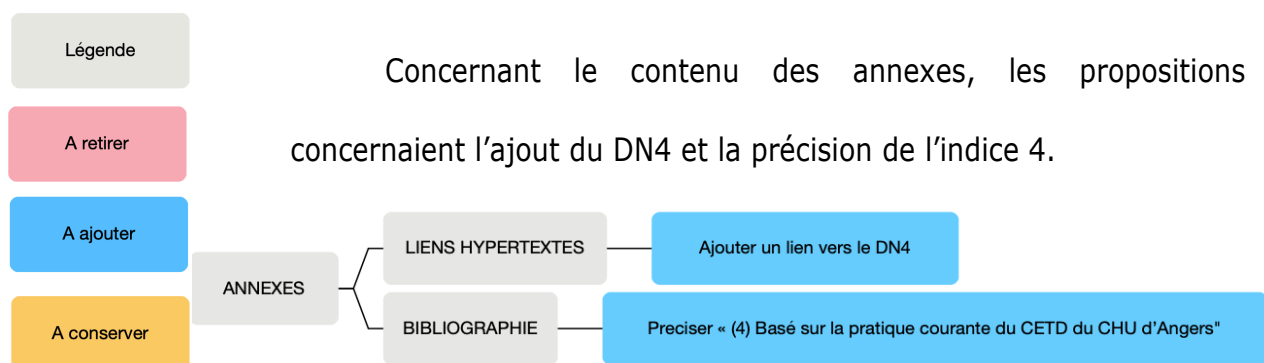 Légende
A retirer
A ajouter
A conserver
Concernant le contenu des annexes, les propositions
concernaient l’ajout du DN4 et la précision de l’indice 4.
ANNEXES
LIENS HYPERTEXTES
Ajouter un lien vers le DN4
BIBLIOGRAPHIE
Preciser « (4) Basé sur la pratique courante du CETD du CHU d’Angers"